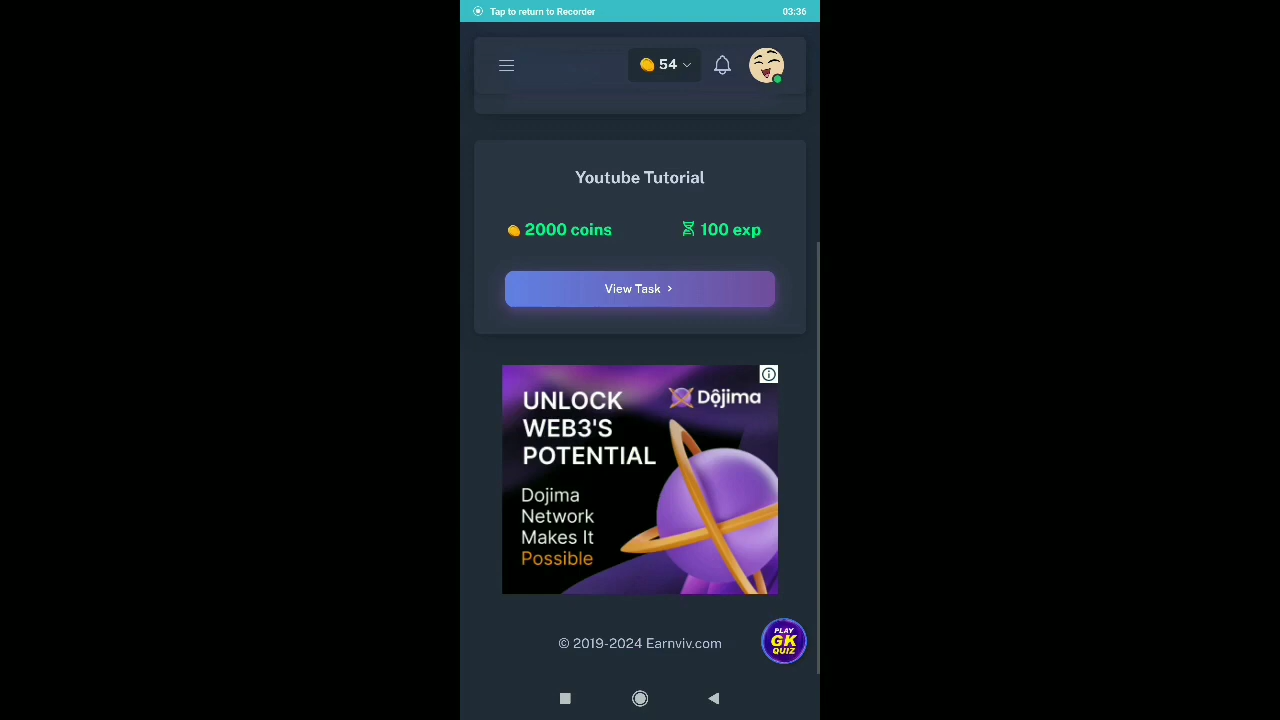 Tap to return to Recorder 03:36
54
Youtube Tutorial
2000 coins 100 exp
View Task
UNLOCK
WEB3'S
POTENTIAL
Dojima
Dojima
Network
Makes It
Possible
© 2019-2024 Earnviv.com
PLAY
GK
QUIZ